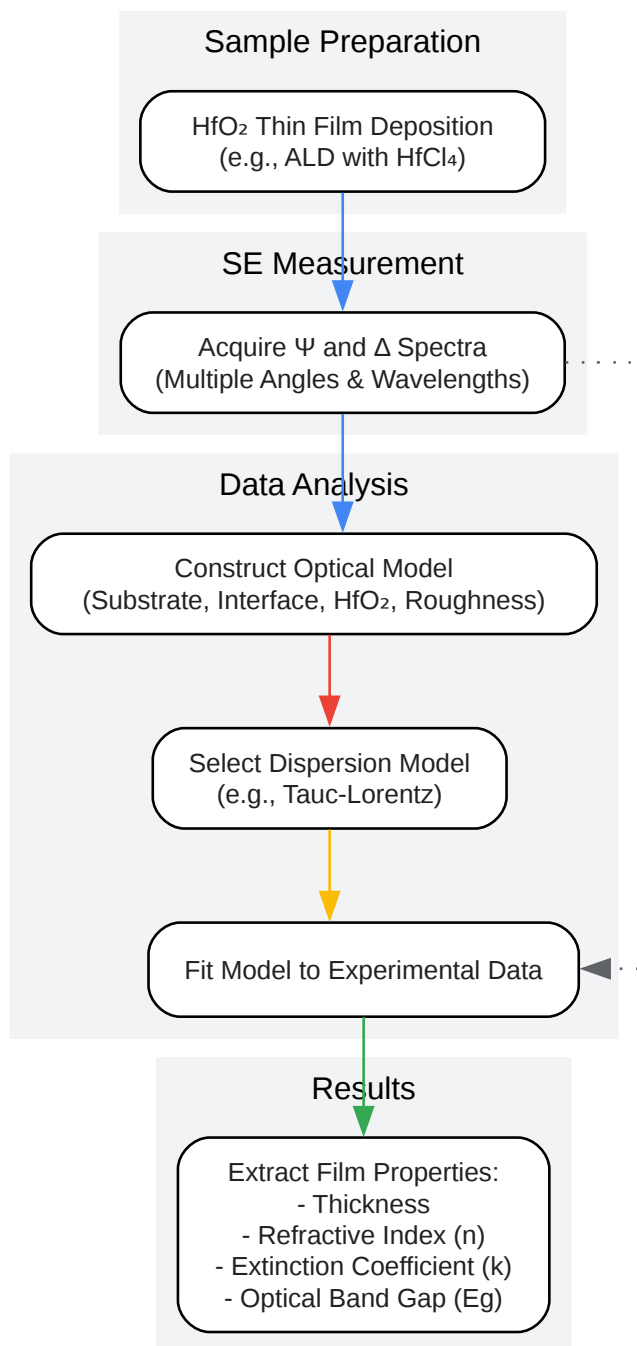 Sample Preparation
HfO₂ Thin Film Deposition
(e.g., ALD with HfCl₄)
SE Measurement
Acquire Ψ and Δ Spectra
(Multiple Angles & Wavelengths)
Data Analysis
Construct Optical Model
(Substrate, Interface, HfO₂, Roughness)
Select Dispersion Model
(e.g., Tauc-Lorentz)
Fit Model to Experimental Data
Results
Extract Film Properties:
- Thickness
- Refractive Index (n)
- Extinction Coefficient (k)
- Optical Band Gap (Eg)